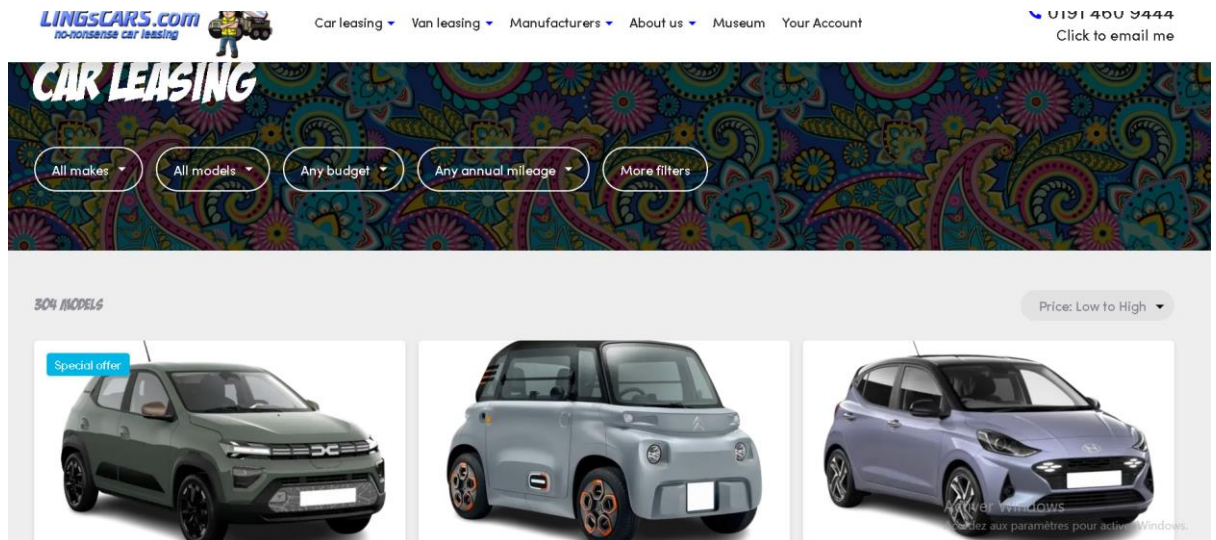 LINGSCARS.com
no-nonsense car leasing
Car leasing Van leasing Manufacturers About us Museum Your Account
0191 460 9444
Click to email me
CAR LEASING
All makes All models Any budget Any annual mileage More filters
304 MODELS
Price: Low to High
Special offer
Activer Windows
Accédez aux paramètres pour activer Windows.